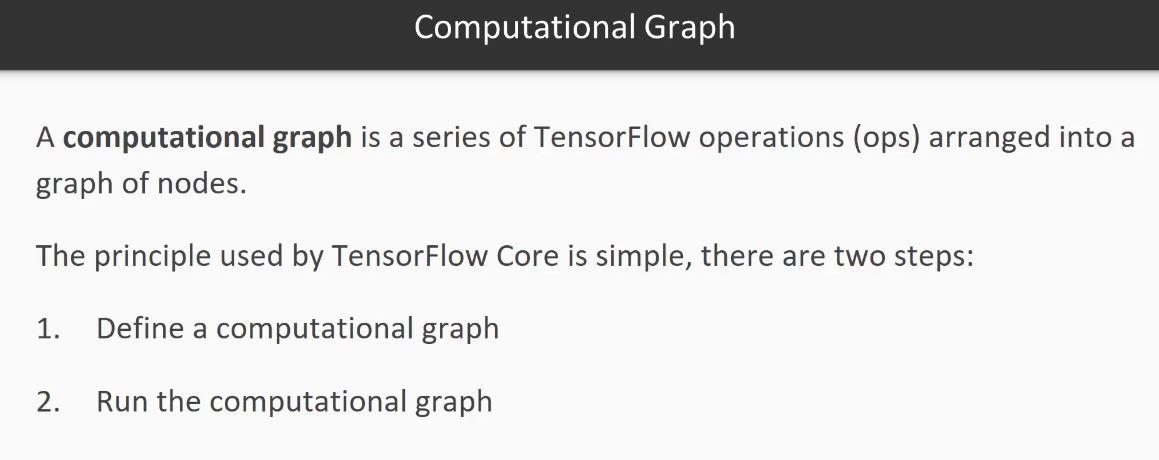 Computational Graph
A computational graph is a series of TensorFlow operations (ops) arranged into a
graph of nodes.
The principle used by TensorFlow Core is simple, there are two steps:
1. Define a computational graph
2. Run the computational graph